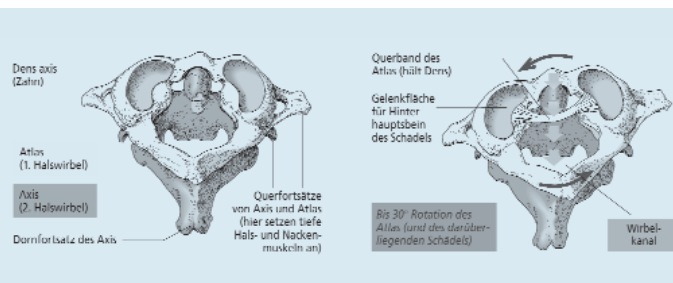 Dens axis
(Zahn)
Atlas
(1. Halswirbel)
Axis
(2. Halswirbel)
Dornfortsatz des Axis
Querfortsätze
von Axis und Atlas
(hier setzen tiefe
Hals- und Nacken-
muskeln an)
Querband des
Atlas (hält Dens)
Gelenkfläche
für Hinter
hauptsbein
des Schädels
Bis 30° Rotation des
Atlas (und des darüber-
liegenden Schädels)
Wirbel-
kanal